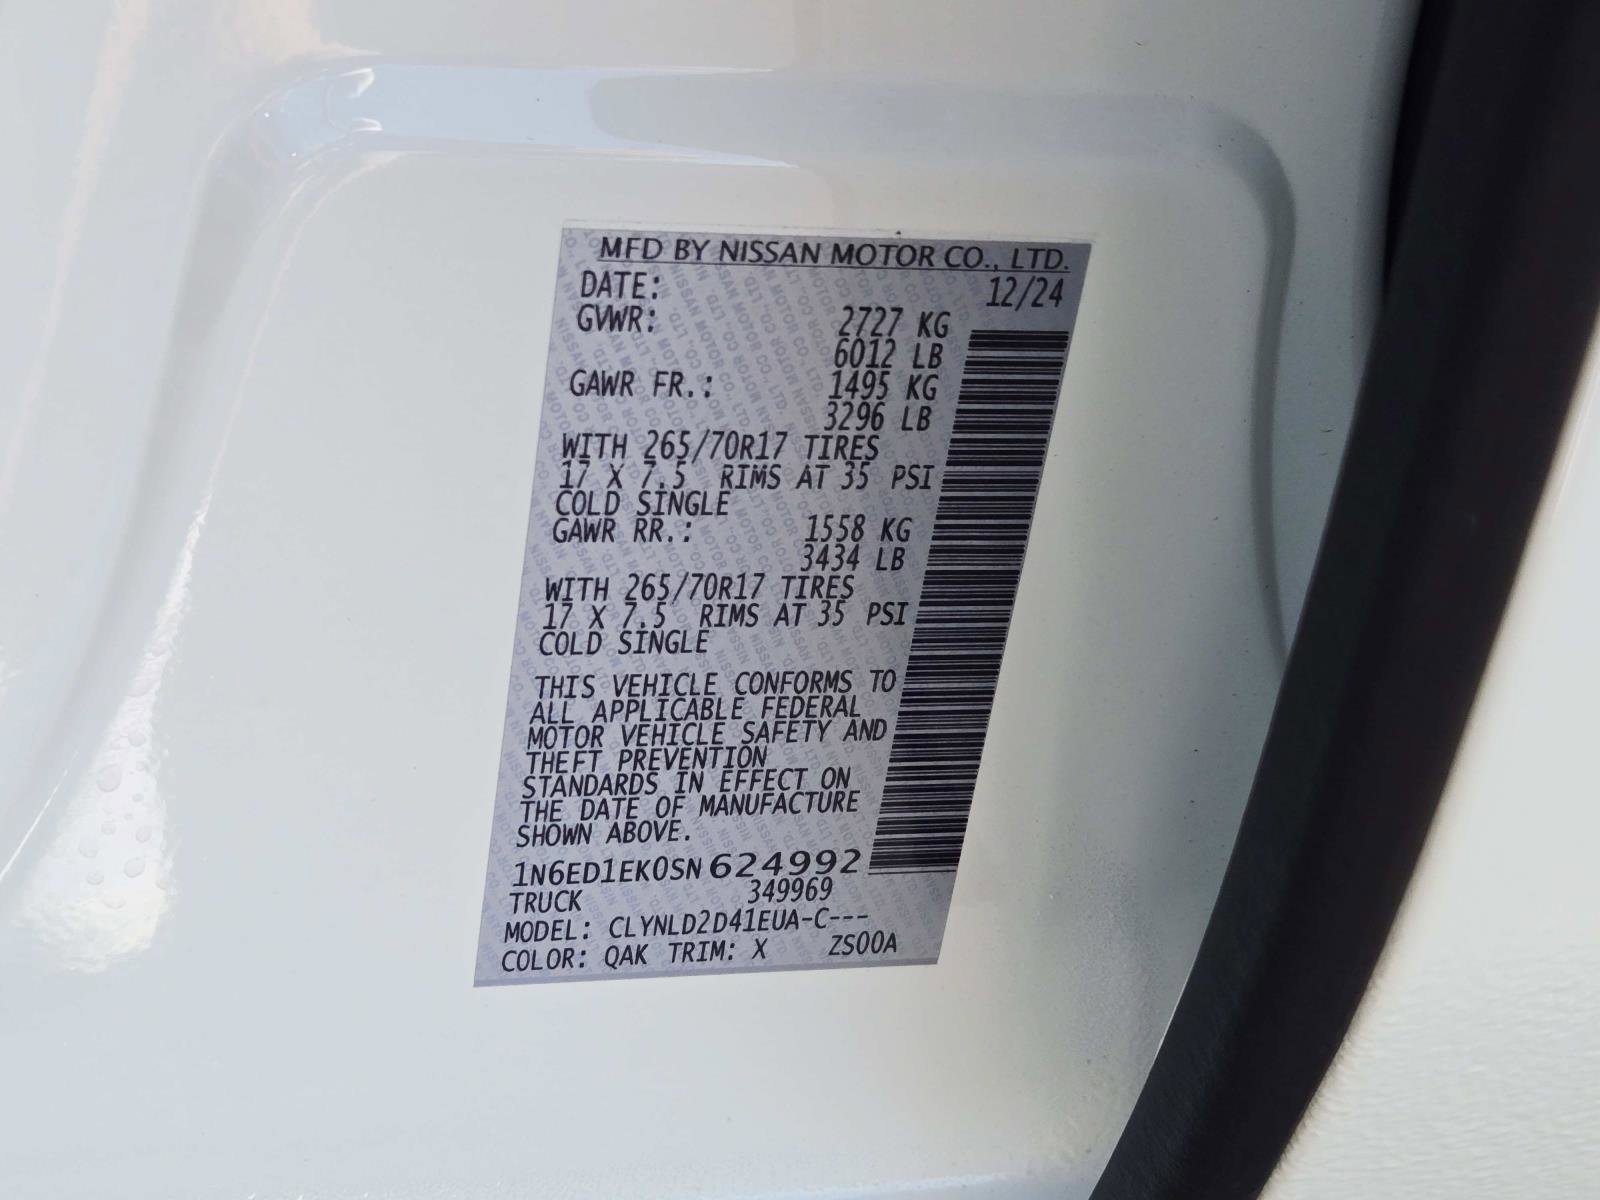 MFD BY NISSAN MOTOR CO., LTD.
DATE: 12/24
GVWR: 2727 KG
6012 LB
GAWR FR.: 1495 KG
3296 LB
WITH 265/70R17 TIRES
17 X 7.5 RIMS AT 35 PSI
COLD SINGLE
GAWR RR.: 1558 KG
3434 LB
WITH 265/70R17 TIRES
17 X 7.5 RIMS AT 35 PSI
COLD SINGLE
THIS VEHICLE CONFORMS TO
ALL APPLICABLE FEDERAL
MOTOR VEHICLE SAFETY AND
THEFT PREVENTION
STANDARDS IN EFFECT ON
THE DATE OF MANUFACTURE
SHOWN ABOVE.
1N6ED1EK0SN624992
TRUCK 349969
MODEL: CLYNLD2D41EUA-C---
COLOR: QAK TRIM: X ZS00A